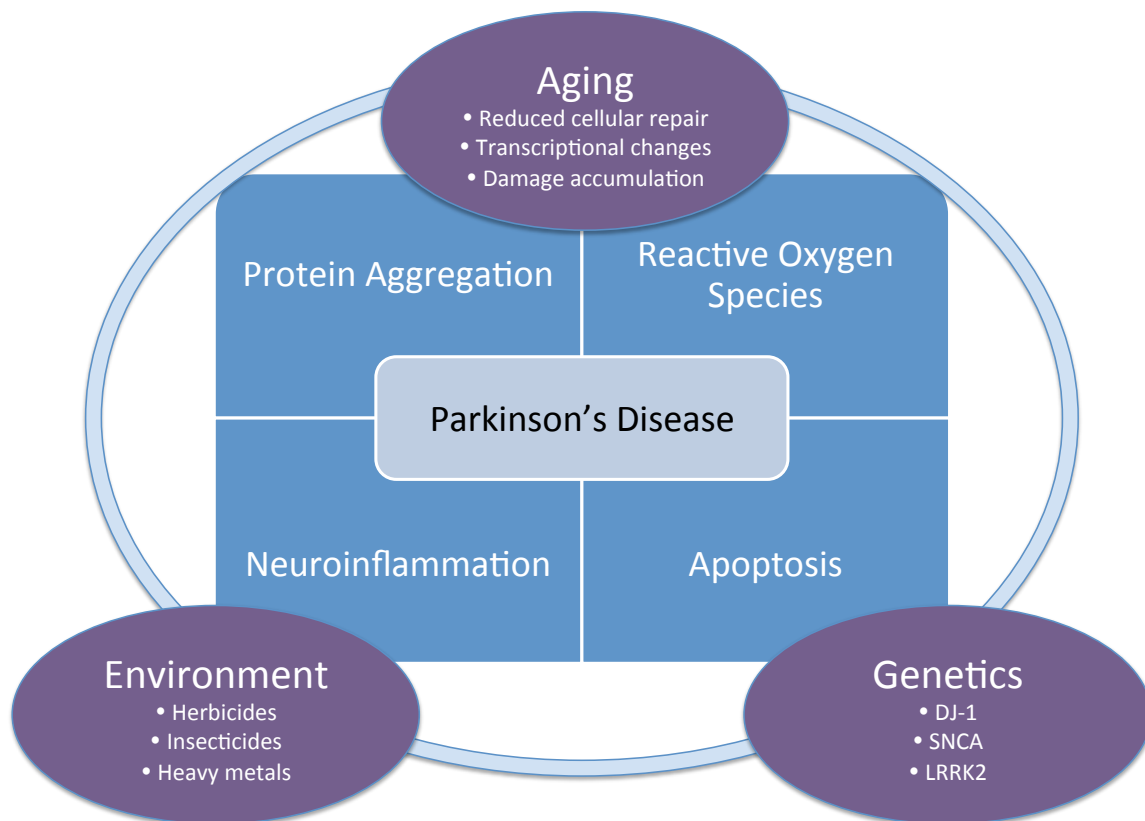 Aging
• Reduced cellular repair
• Transcriptional changes
• Damage accumulation
Protein Aggregation
Reactive Oxygen
Species
Parkinson’s Disease
Neuroinflammation
Apoptosis
Environment
• Herbicides
• Insecticides
• Heavy metals
Genetics
• DJ-1
• SNCA
• LRRK2